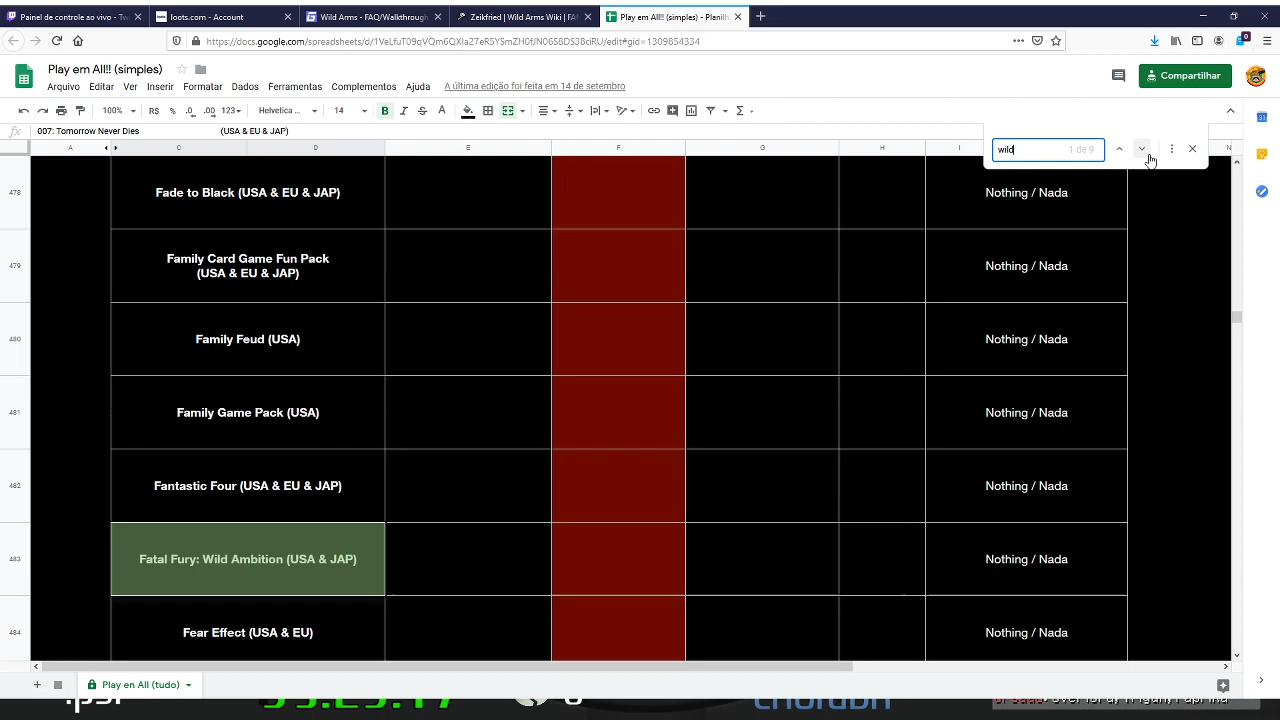 Painel de controle ao vivo - Tw
loots.com - Account
Wild Arms - FAQ/Walkthrough
Zeikfried | Wild Arms Wiki | FA
Play em All!! (simples) - Planilh
https://docs.google.com/spreadsheets/d/1VeLfuT09qVQm6QXIa27eR5YSmZH0fJN06S8DS3BciRU/edit#gid=1309854334
0
Play em All!! (simples)
Arquivo Editar Ver Inserir Formatar Dados Ferramentas Complementos Ajuda A última edição foi feita em 14 de setembro
Compartilhar
100% R$ % .0 .00 123 Helvetica ... 14 B I S A
fx 007: Tomorrow Never Dies (USA & EU & JAP)
wild 1 de 9
A C D E F G H I N
478 Fade to Black (USA & EU & JAP) Nothing / Nada
479 Family Card Game Fun Pack
(USA & EU & JAP) Nothing / Nada
480 Family Feud (USA) Nothing / Nada
481 Family Game Pack (USA) Nothing / Nada
482 Fantastic Four (USA & EU & JAP) Nothing / Nada
483 Fatal Fury: Wild Ambition (USA & JAP) Nothing / Nada
484 Fear Effect (USA & EU) Nothing / Nada
Play en All (tudo)